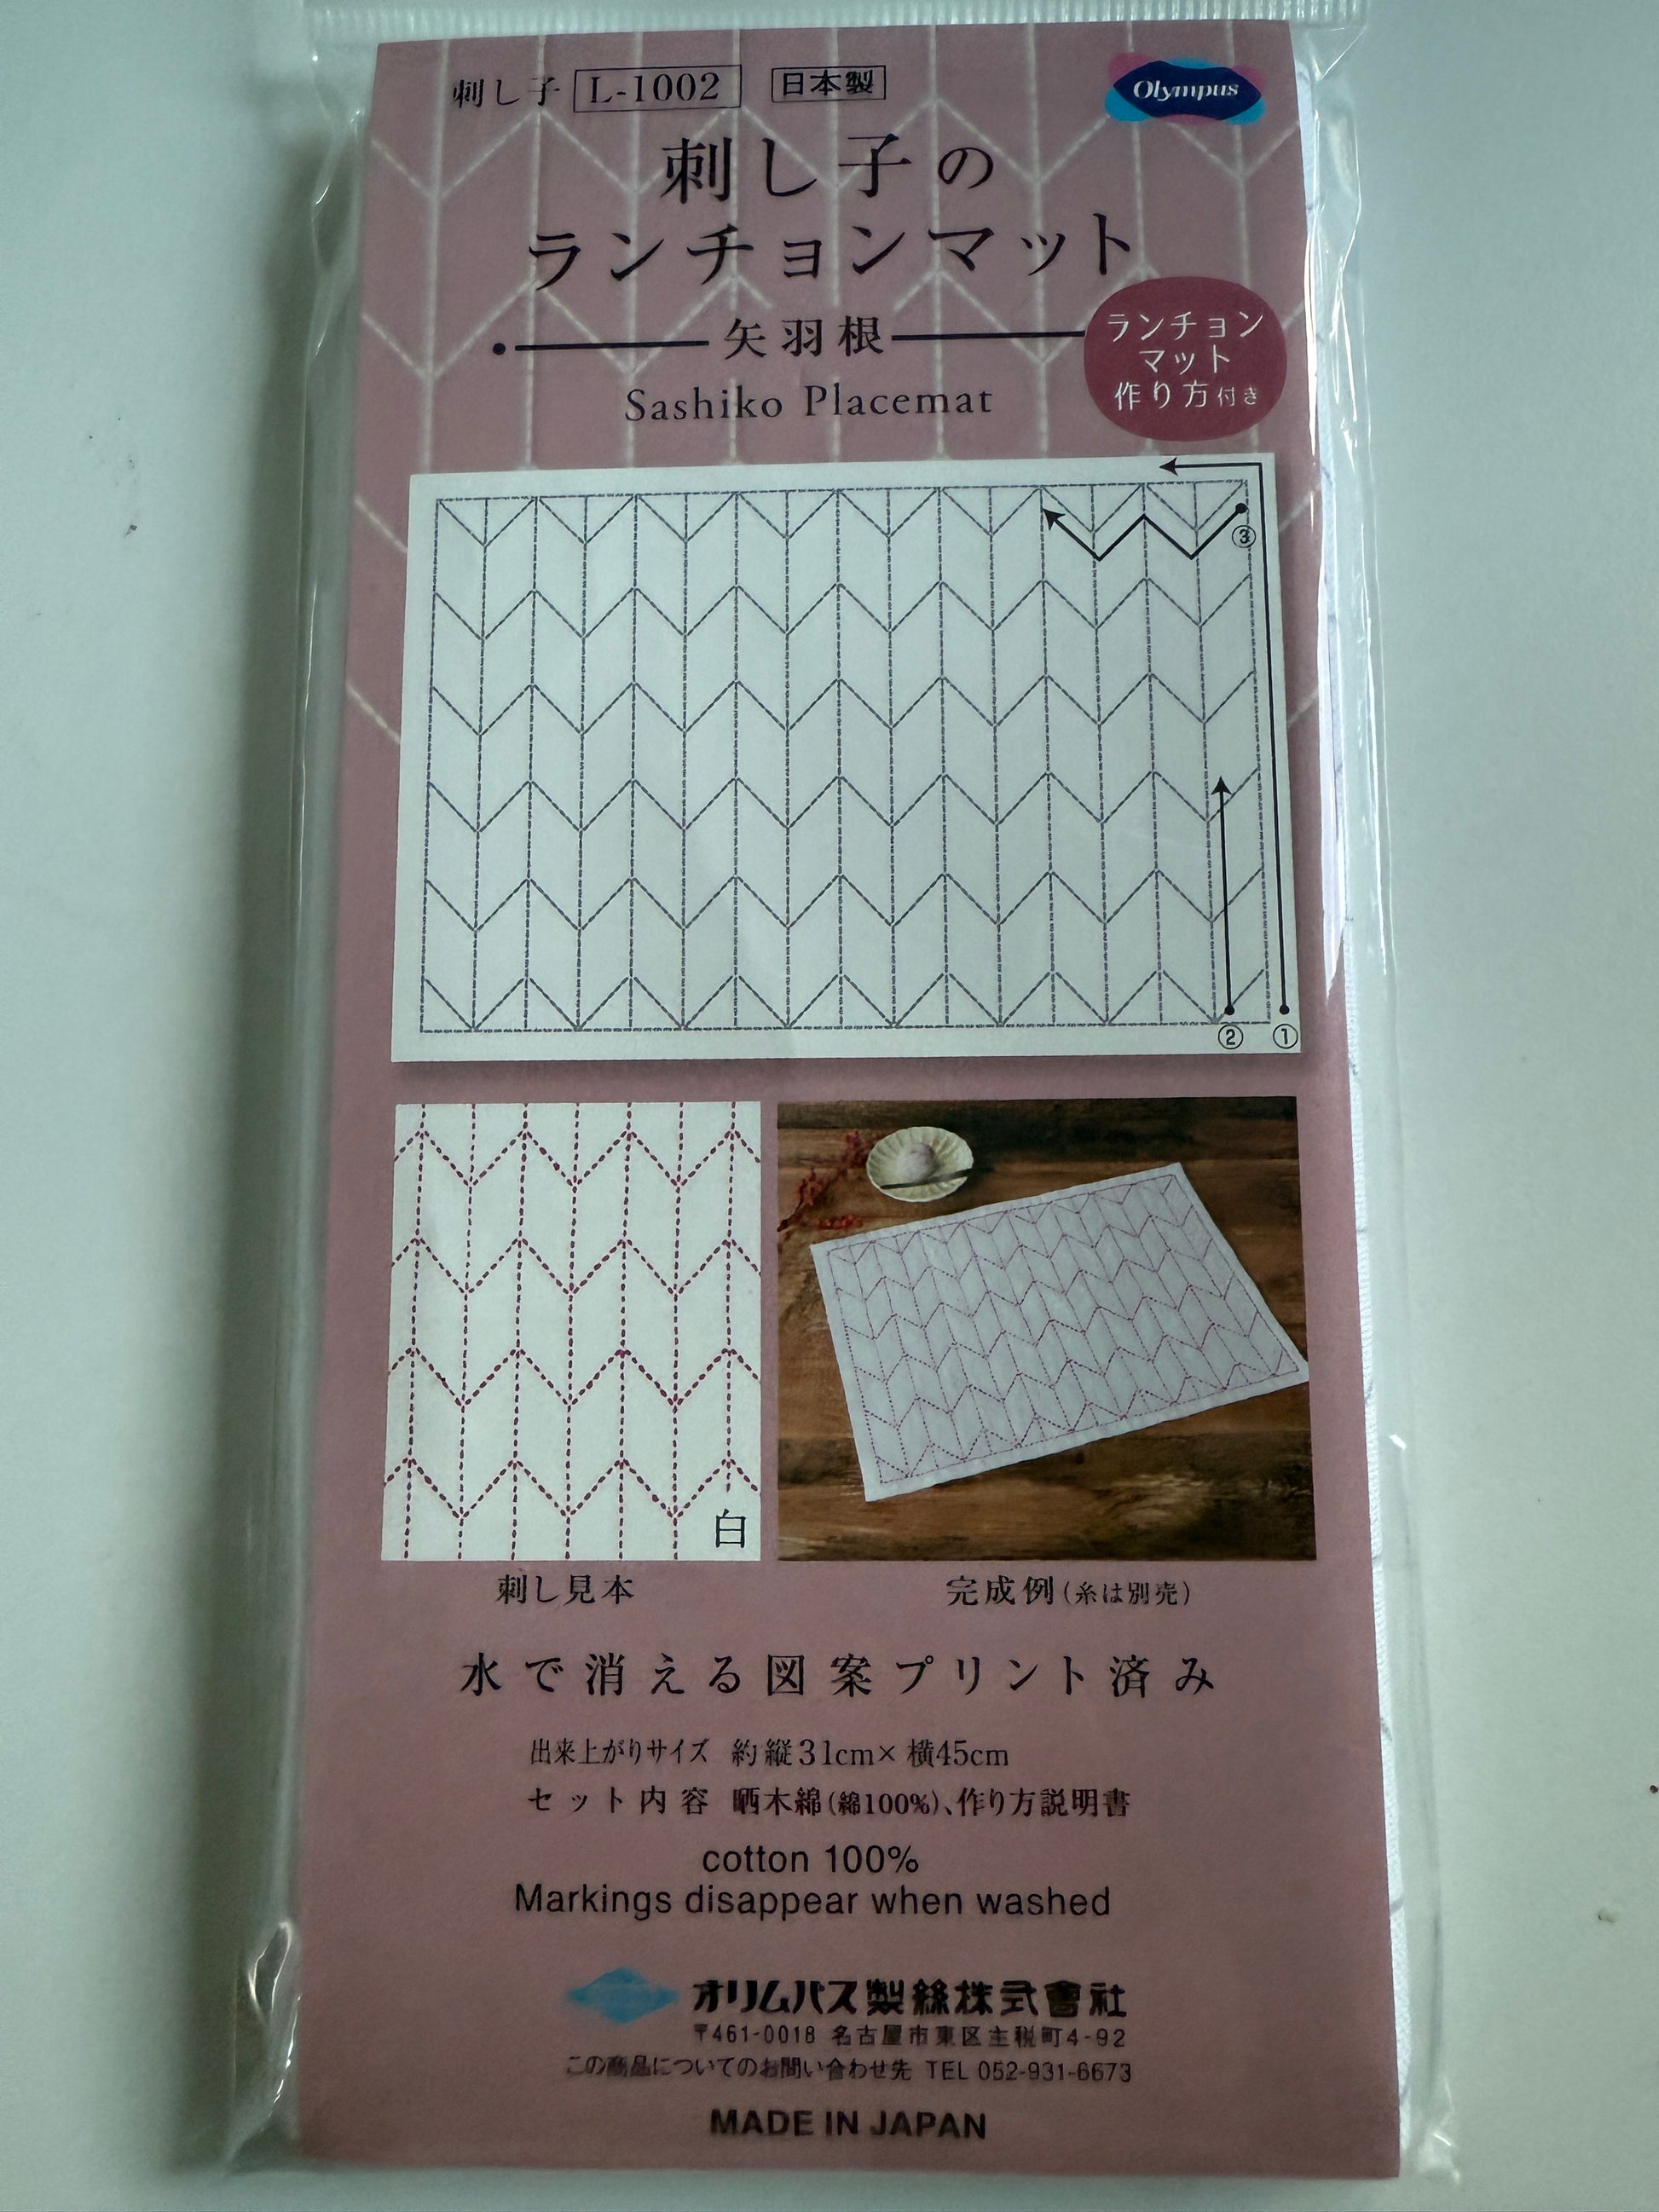 刺し子 L-1002 日本製
Olympus
刺し子の
ランチョンマット
矢羽根
Sashiko Placemat
ランチョン
マット
作り方付き
③
② ①
白
刺し見本
完成例(糸は別売)
水で消える図案プリント済み
出来上がりサイズ 約縦31cm×横45cm
セット内容 晒木綿(綿100%)、作り方説明書
cotton 100%
Markings disappear when washed
オリムパス製絲株式會社
〒461-0018 名古屋市東区主税町4-92
この商品についてのお問い合わせ先 TEL 052-931-6673
MADE IN JAPAN